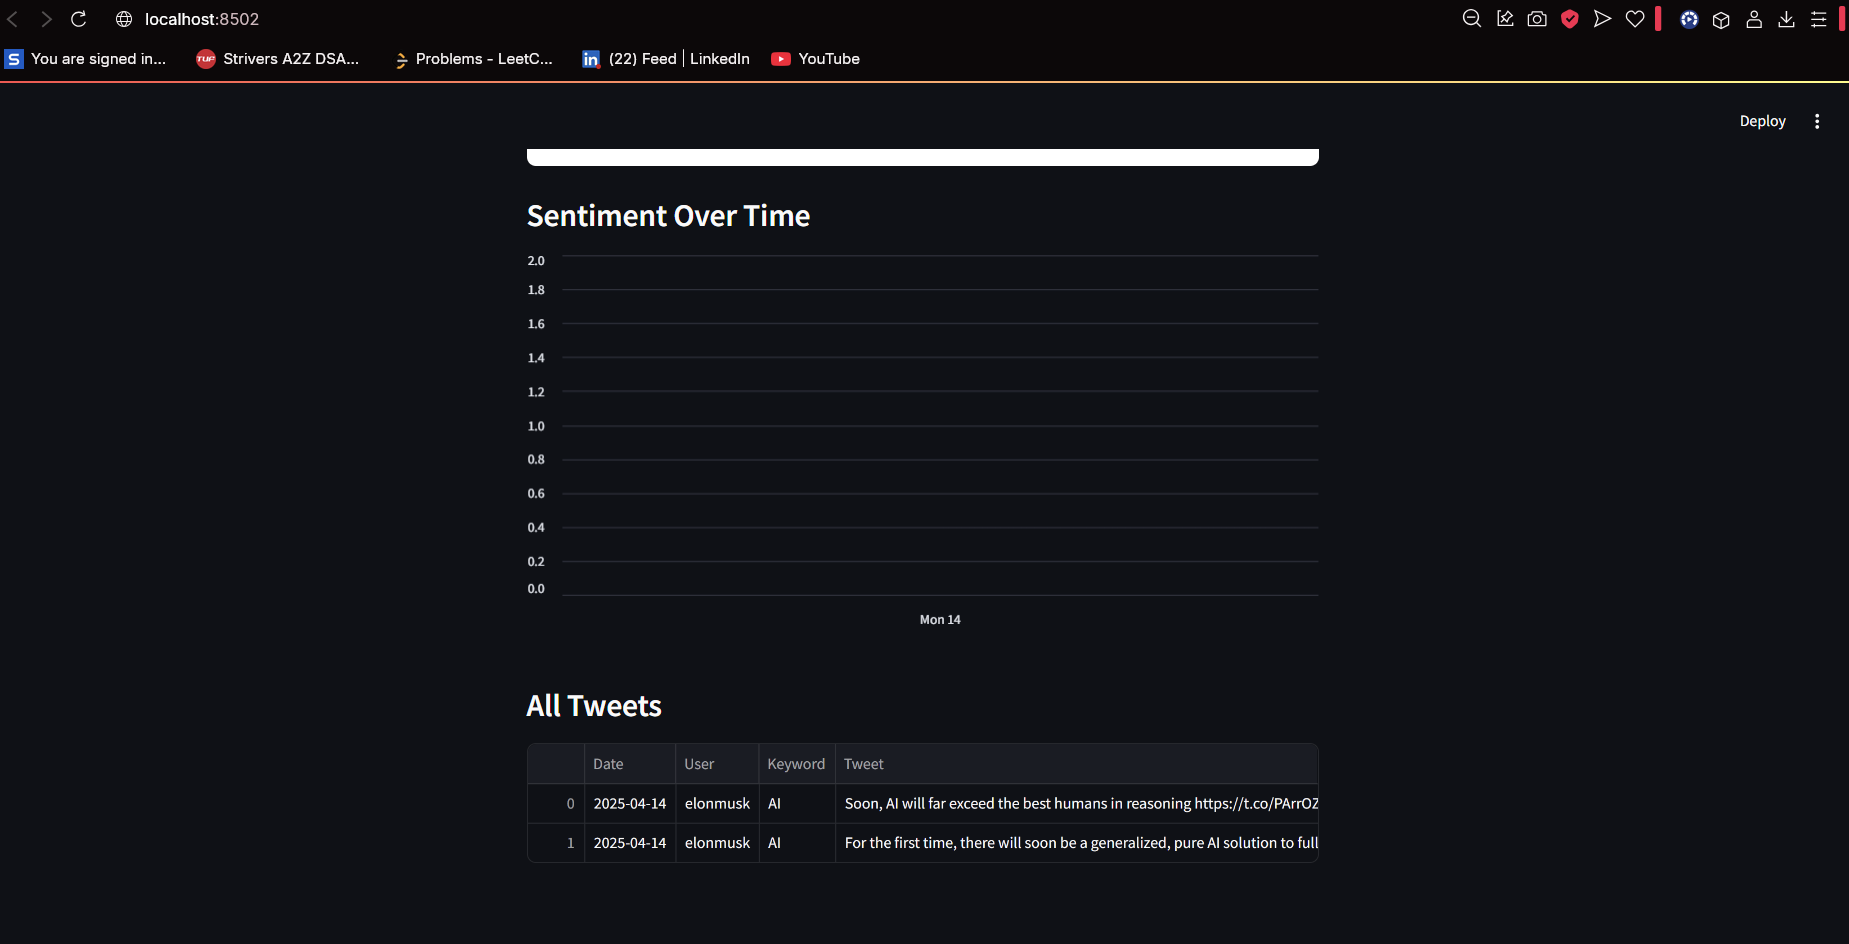 localhost:8502
You are signed in... Strivers A2Z DSA... Problems - LeetC... (22) Feed | LinkedIn YouTube
Deploy
Sentiment Over Time
2.0
1.8
1.6
1.4
1.2
1.0
0.8
0.6
0.4
0.2
0.0
Mon 14
All Tweets
Date User Keyword Tweet
0 2025-04-14 elonmusk AI Soon, AI will far exceed the best humans in reasoning https://t.co/PArrOZ
1 2025-04-14 elonmusk AI For the first time, there will soon be a generalized, pure AI solution to full